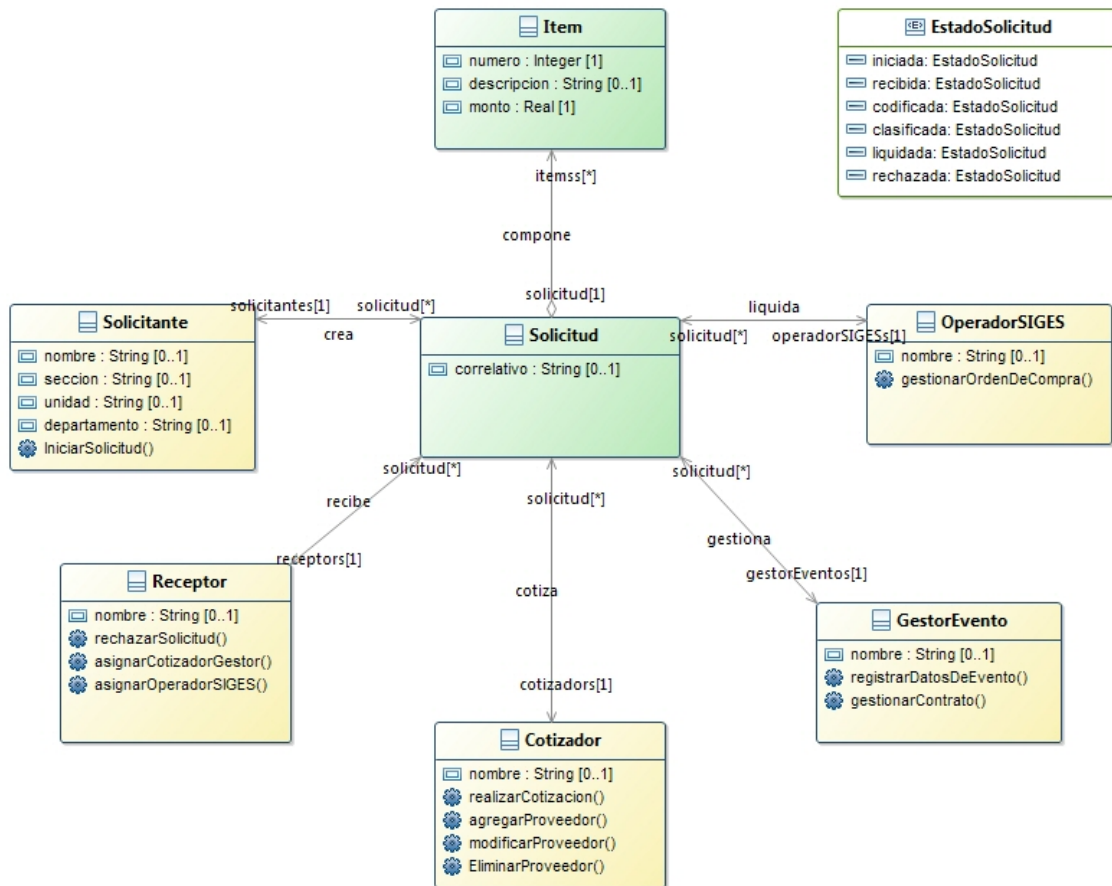 Item
numero : Integer [1]
descripcion : String [0..1]
monto : Real [1]
EstadoSolicitud
iniciada: EstadoSolicitud
recibida: EstadoSolicitud
codificada: EstadoSolicitud
clasificada: EstadoSolicitud
liquidada: EstadoSolicitud
rechazada: EstadoSolicitud
itemss[*]
compone
solicitud[1]
solicitantes[1]
solicitud[*]
crea
liquida
solicitud[*]
operadorSIGESs[1]
Solicitante
nombre : String [0..1]
seccion : String [0..1]
unidad : String [0..1]
departamento : String [0..1]
IniciarSolicitud()
Solicitud
correlativo : String [0..1]
OperadorSIGES
nombre : String [0..1]
gestionarOrdenDeCompra()
solicitud[*]
recibe
receptors[1]
solicitud[*]
cotiza
cotizadors[1]
solicitud[*]
gestiona
gestorEventos[1]
Receptor
nombre : String [0..1]
rechazarSolicitud()
asignarCotizadorGestor()
asignarOperadorSIGES()
GestorEvento
nombre : String [0..1]
registrarDatosDeEvento()
gestionarContrato()
Cotizador
nombre : String [0..1]
realizarCotizacion()
agregarProveedor()
modificarProveedor()
EliminarProveedor()